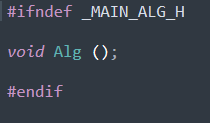 #ifndef _MAIN_ALG_H
void Alg ();
#endif